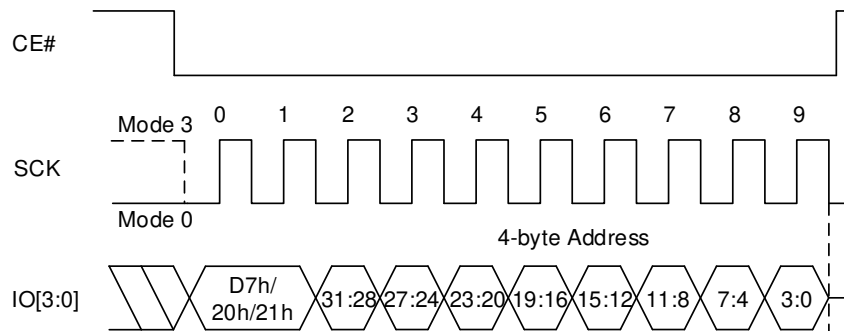 CE#
0 1 2 3 4 5 6 7 8 9
Mode 3
SCK
Mode 0
4-byte Address
IO[3:0]
D7h/
20h/21h
31:28 27:24 23:20 19:16 15:12 11:8 7:4 3:0